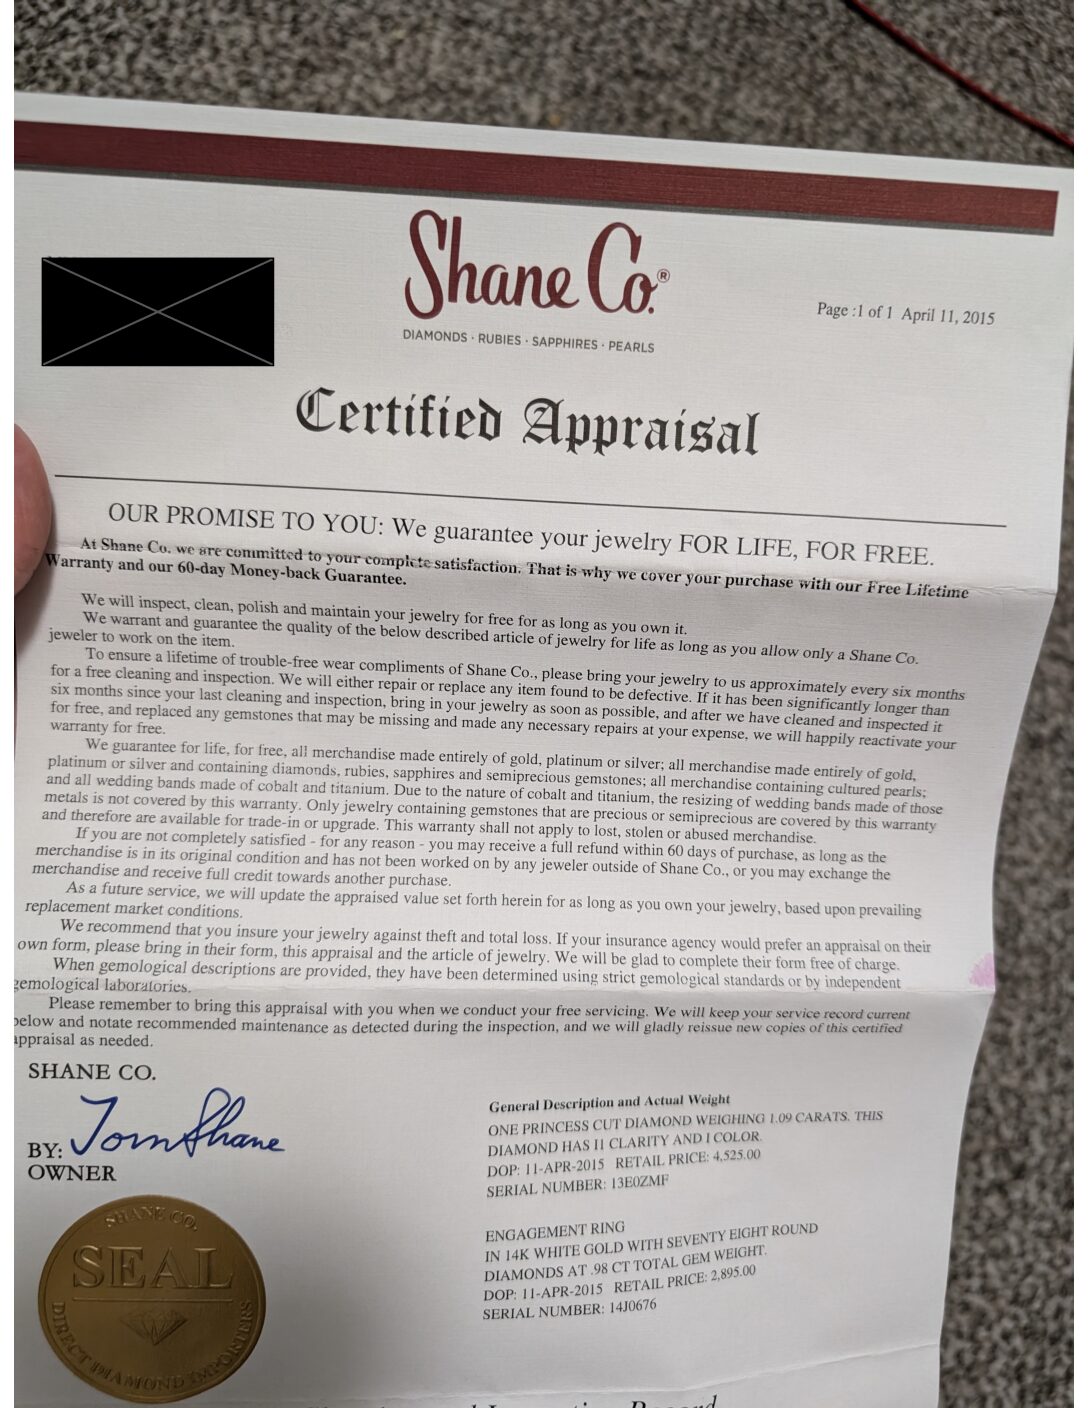 Shane Co.®
DIAMONDS · RUBIES · SAPPHIRES · PEARLS
Page :1 of 1 April 11, 2015
Certified Appraisal
OUR PROMISE TO YOU: We guarantee your jewelry FOR LIFE, FOR FREE.
At Shane Co. we are committed to your complete satisfaction. That is why we cover your purchase with our Free Lifetime
Warranty and our 60-day Money-back Guarantee.
We will inspect, clean, polish and maintain your jewelry for free for as long as you own it.
We warrant and guarantee the quality of the below described article of jewelry for life as long as you allow only a Shane Co.
jeweler to work on the item.
To ensure a lifetime of trouble-free wear compliments of Shane Co., please bring your jewelry to us approximately every six months
for a free cleaning and inspection. We will either repair or replace any item found to be defective. If it has been significantly longer than
six months since your last cleaning and inspection, bring in your jewelry as soon as possible, and after we have cleaned and inspected it
for free, and replaced any gemstones that may be missing and made any necessary repairs at your expense, we will happily reactivate your
warranty for free.
We guarantee for life, for free, all merchandise made entirely of gold, platinum or silver; all merchandise made entirely of gold,
platinum or silver and containing diamonds, rubies, sapphires and semiprecious gemstones; all merchandise containing cultured pearls;
and all wedding bands made of cobalt and titanium. Due to the nature of cobalt and titanium, the resizing of wedding bands made of those
metals is not covered by this warranty. Only jewelry containing gemstones that are precious or semiprecious are covered by this warranty
and therefore are available for trade-in or upgrade. This warranty shall not apply to lost, stolen or abused merchandise.
If you are not completely satisfied - for any reason - you may receive a full refund within 60 days of purchase, as long as the
merchandise is in its original condition and has not been worked on by any jeweler outside of Shane Co., or you may exchange the
merchandise and receive full credit towards another purchase.
As a future service, we will update the appraised value set forth herein for as long as you own your jewelry, based upon prevailing
replacement market conditions.
We recommend that you insure your jewelry against theft and total loss. If your insurance agency would prefer an appraisal on their
own form, please bring in their form, this appraisal and the article of jewelry. We will be glad to complete their form free of charge.
When gemological descriptions are provided, they have been determined using strict gemological standards or by independent
gemological laboratories.
Please remember to bring this appraisal with you when we conduct your free servicing. We will keep your service record current
below and notate recommended maintenance as detected during the inspection, and we will gladly reissue new copies of this certified
appraisal as needed.
SHANE CO.
BY: Tom Shane
OWNER
SHANE CO.
SEAL
DIRECT DIAMOND IMPORTERS
General Description and Actual Weight
ONE PRINCESS CUT DIAMOND WEIGHING 1.09 CARATS. THIS
DIAMOND HAS I1 CLARITY AND I COLOR.
DOP: 11-APR-2015 RETAIL PRICE: 4,525.00
SERIAL NUMBER: 13E0ZMF
ENGAGEMENT RING
IN 14K WHITE GOLD WITH SEVENTY EIGHT ROUND
DIAMONDS AT .98 CT TOTAL GEM WEIGHT.
DOP: 11-APR-2015 RETAIL PRICE: 2,895.00
SERIAL NUMBER: 14J0676